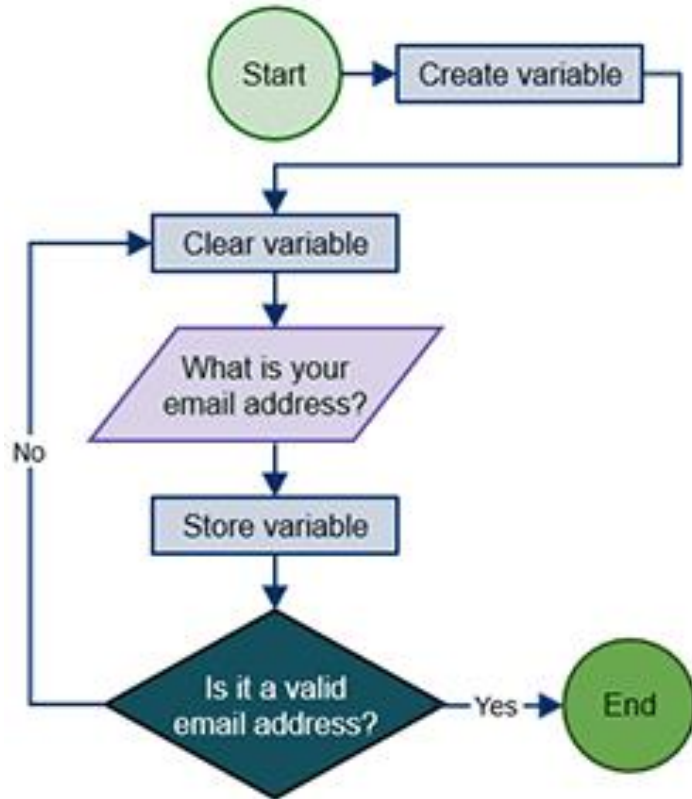 Start
Create variable
Clear variable
What is your
email address?
No
Store variable
Is it a valid
email address?
Yes
End